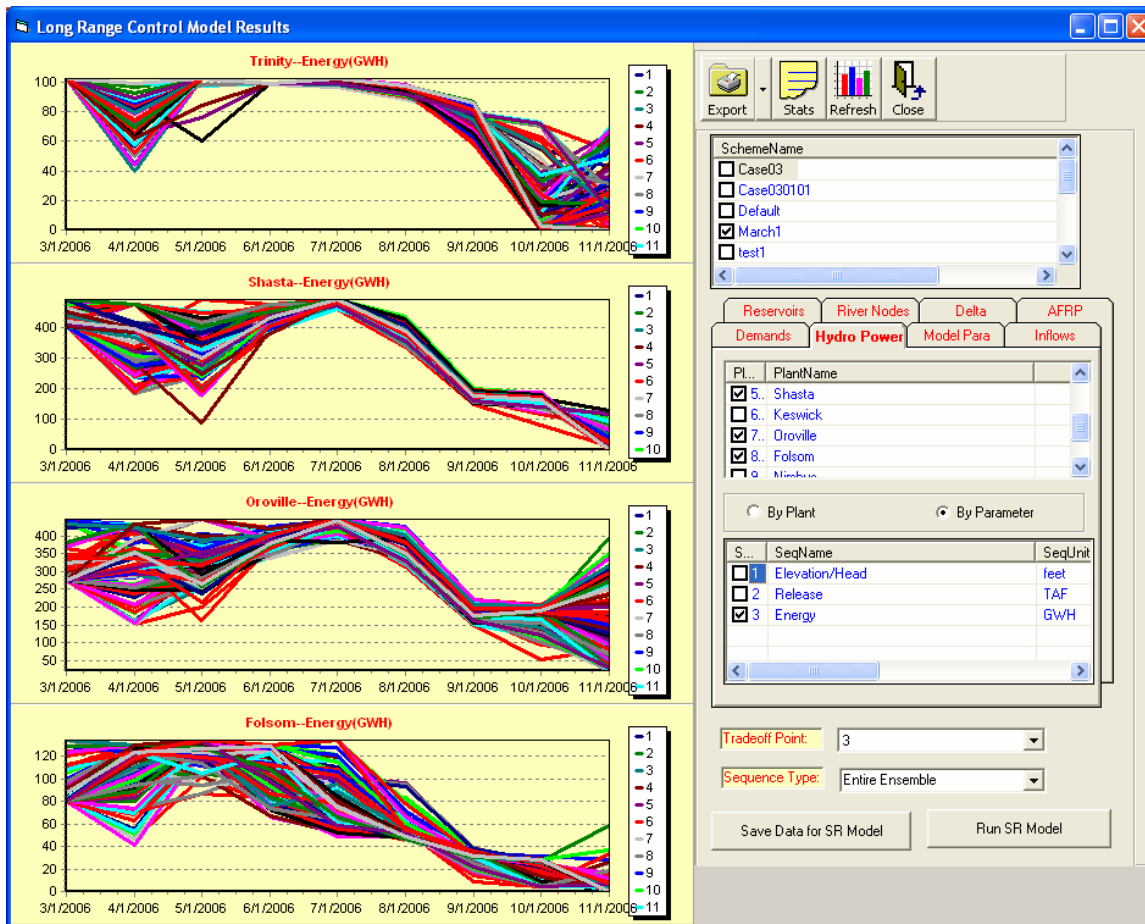 Long Range Control Model Results
Trinity--Energy(GWH)
100
80
60
40
20
0
3/1/2006 4/1/2006 5/1/2006 6/1/2006 7/1/2006 8/1/2006 9/1/2006 10/1/2006 11/1/2006
1
2
3
4
5
6
7
8
9
10
11
Shasta--Energy(GWH)
400
300
200
100
0
3/1/2006 4/1/2006 5/1/2006 6/1/2006 7/1/2006 8/1/2006 9/1/2006 10/1/2006 11/1/2006
1
2
3
4
5
6
7
8
9
10
Oroville--Energy(GWH)
400
350
300
250
200
150
100
50
3/1/2006 4/1/2006 5/1/2006 6/1/2006 7/1/2006 8/1/2006 9/1/2006 10/1/2006 11/1/2006
1
2
3
4
5
6
7
8
9
10
11
Folsom--Energy(GWH)
120
100
80
60
40
20
0
3/1/2006 4/1/2006 5/1/2006 6/1/2006 7/1/2006 8/1/2006 9/1/2006 10/1/2006 11/1/2006
1
2
3
4
5
6
7
8
9
10
11
Export Stats Refresh Close
SchemeName
Case03
Case030101
Default
March1
test1
Reservoirs River Nodes Delta AFRP
Demands Hydro Power Model Para Inflows
Pl... PlantName
5.. Shasta
6.. Keswick
7.. Oroville
8.. Folsom
9.. Nimbus
By Plant By Parameter
S... SeqName SeqUnit
1 Elevation/Head feet
2 Release TAF
3 Energy GWH
Tradeoff Point: 3
Sequence Type: Entire Ensemble
Save Data for SR Model Run SR Model